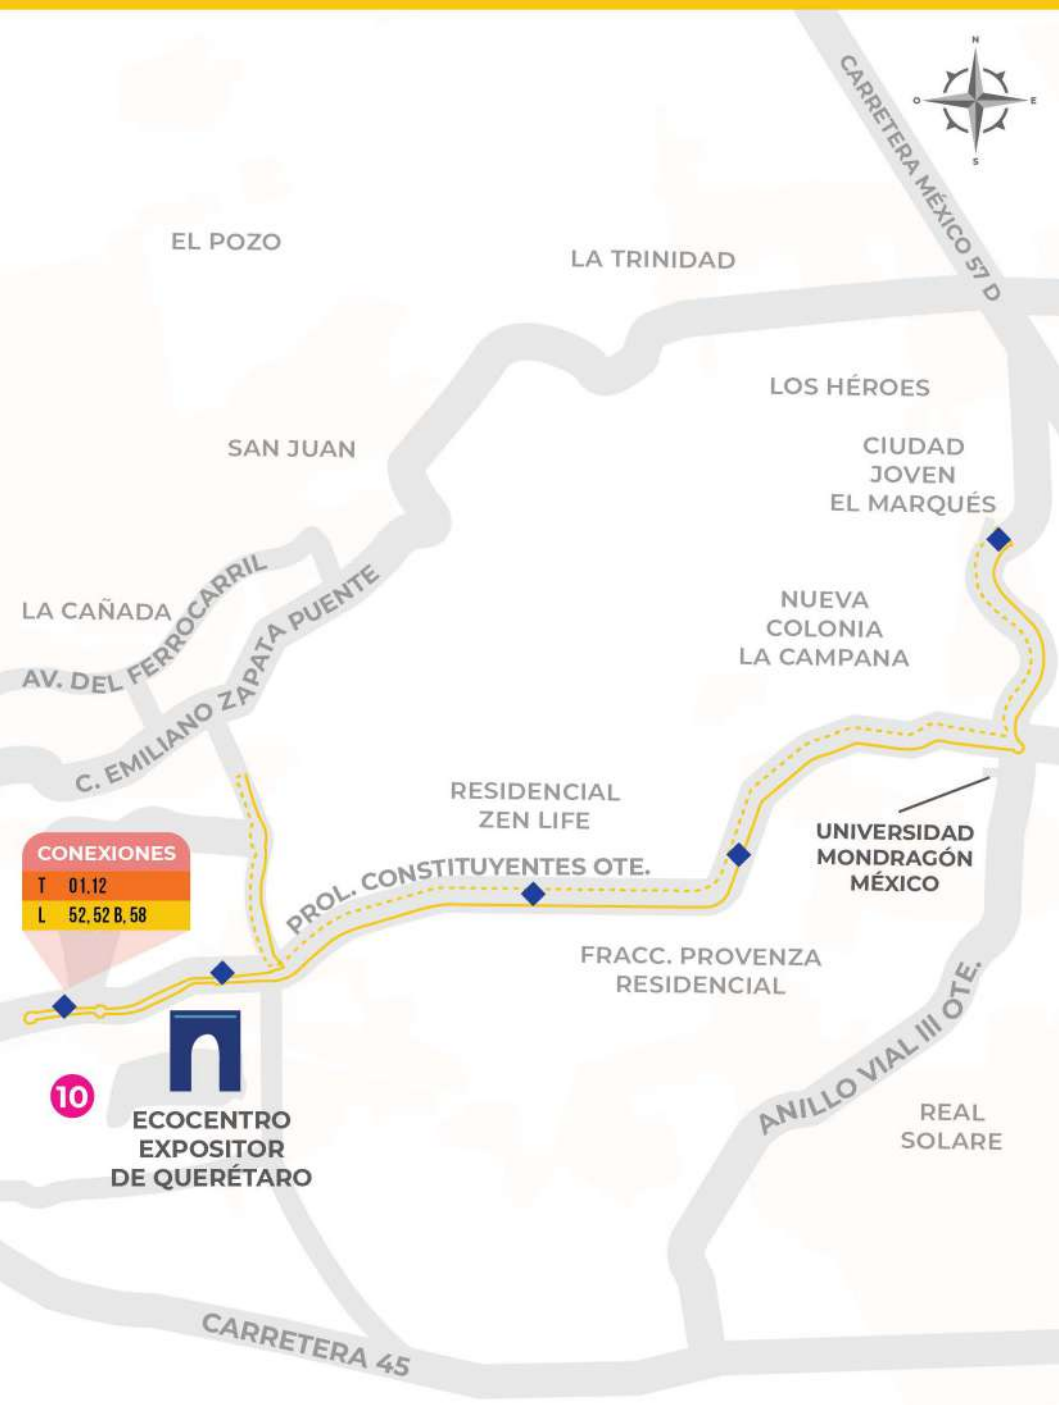 N
O
E
S
CARRETERA MÉXICO 57 D
EL POZO
LA TRINIDAD
LOS HÉROES
SAN JUAN
CIUDAD
JOVEN
EL MARQUÉS
LA CAÑADA
AV. DEL FERROCARRIL
C. EMILIANO ZAPATA PUENTE
NUEVA
COLONIA
LA CAMPANA
RESIDENCIAL
ZEN LIFE
UNIVERSIDAD
MONDRAGÓN
MÉXICO
CONEXIONES
T 01,12
L 52, 52 B, 58
PROL. CONSTITUYENTES OTE.
FRACC. PROVENZA
RESIDENCIAL
ANILLO VIAL III OTE.
10
ECOCENTRO
EXPOSITOR
DE QUERÉTARO
REAL
SOLARE
CARRETERA 45